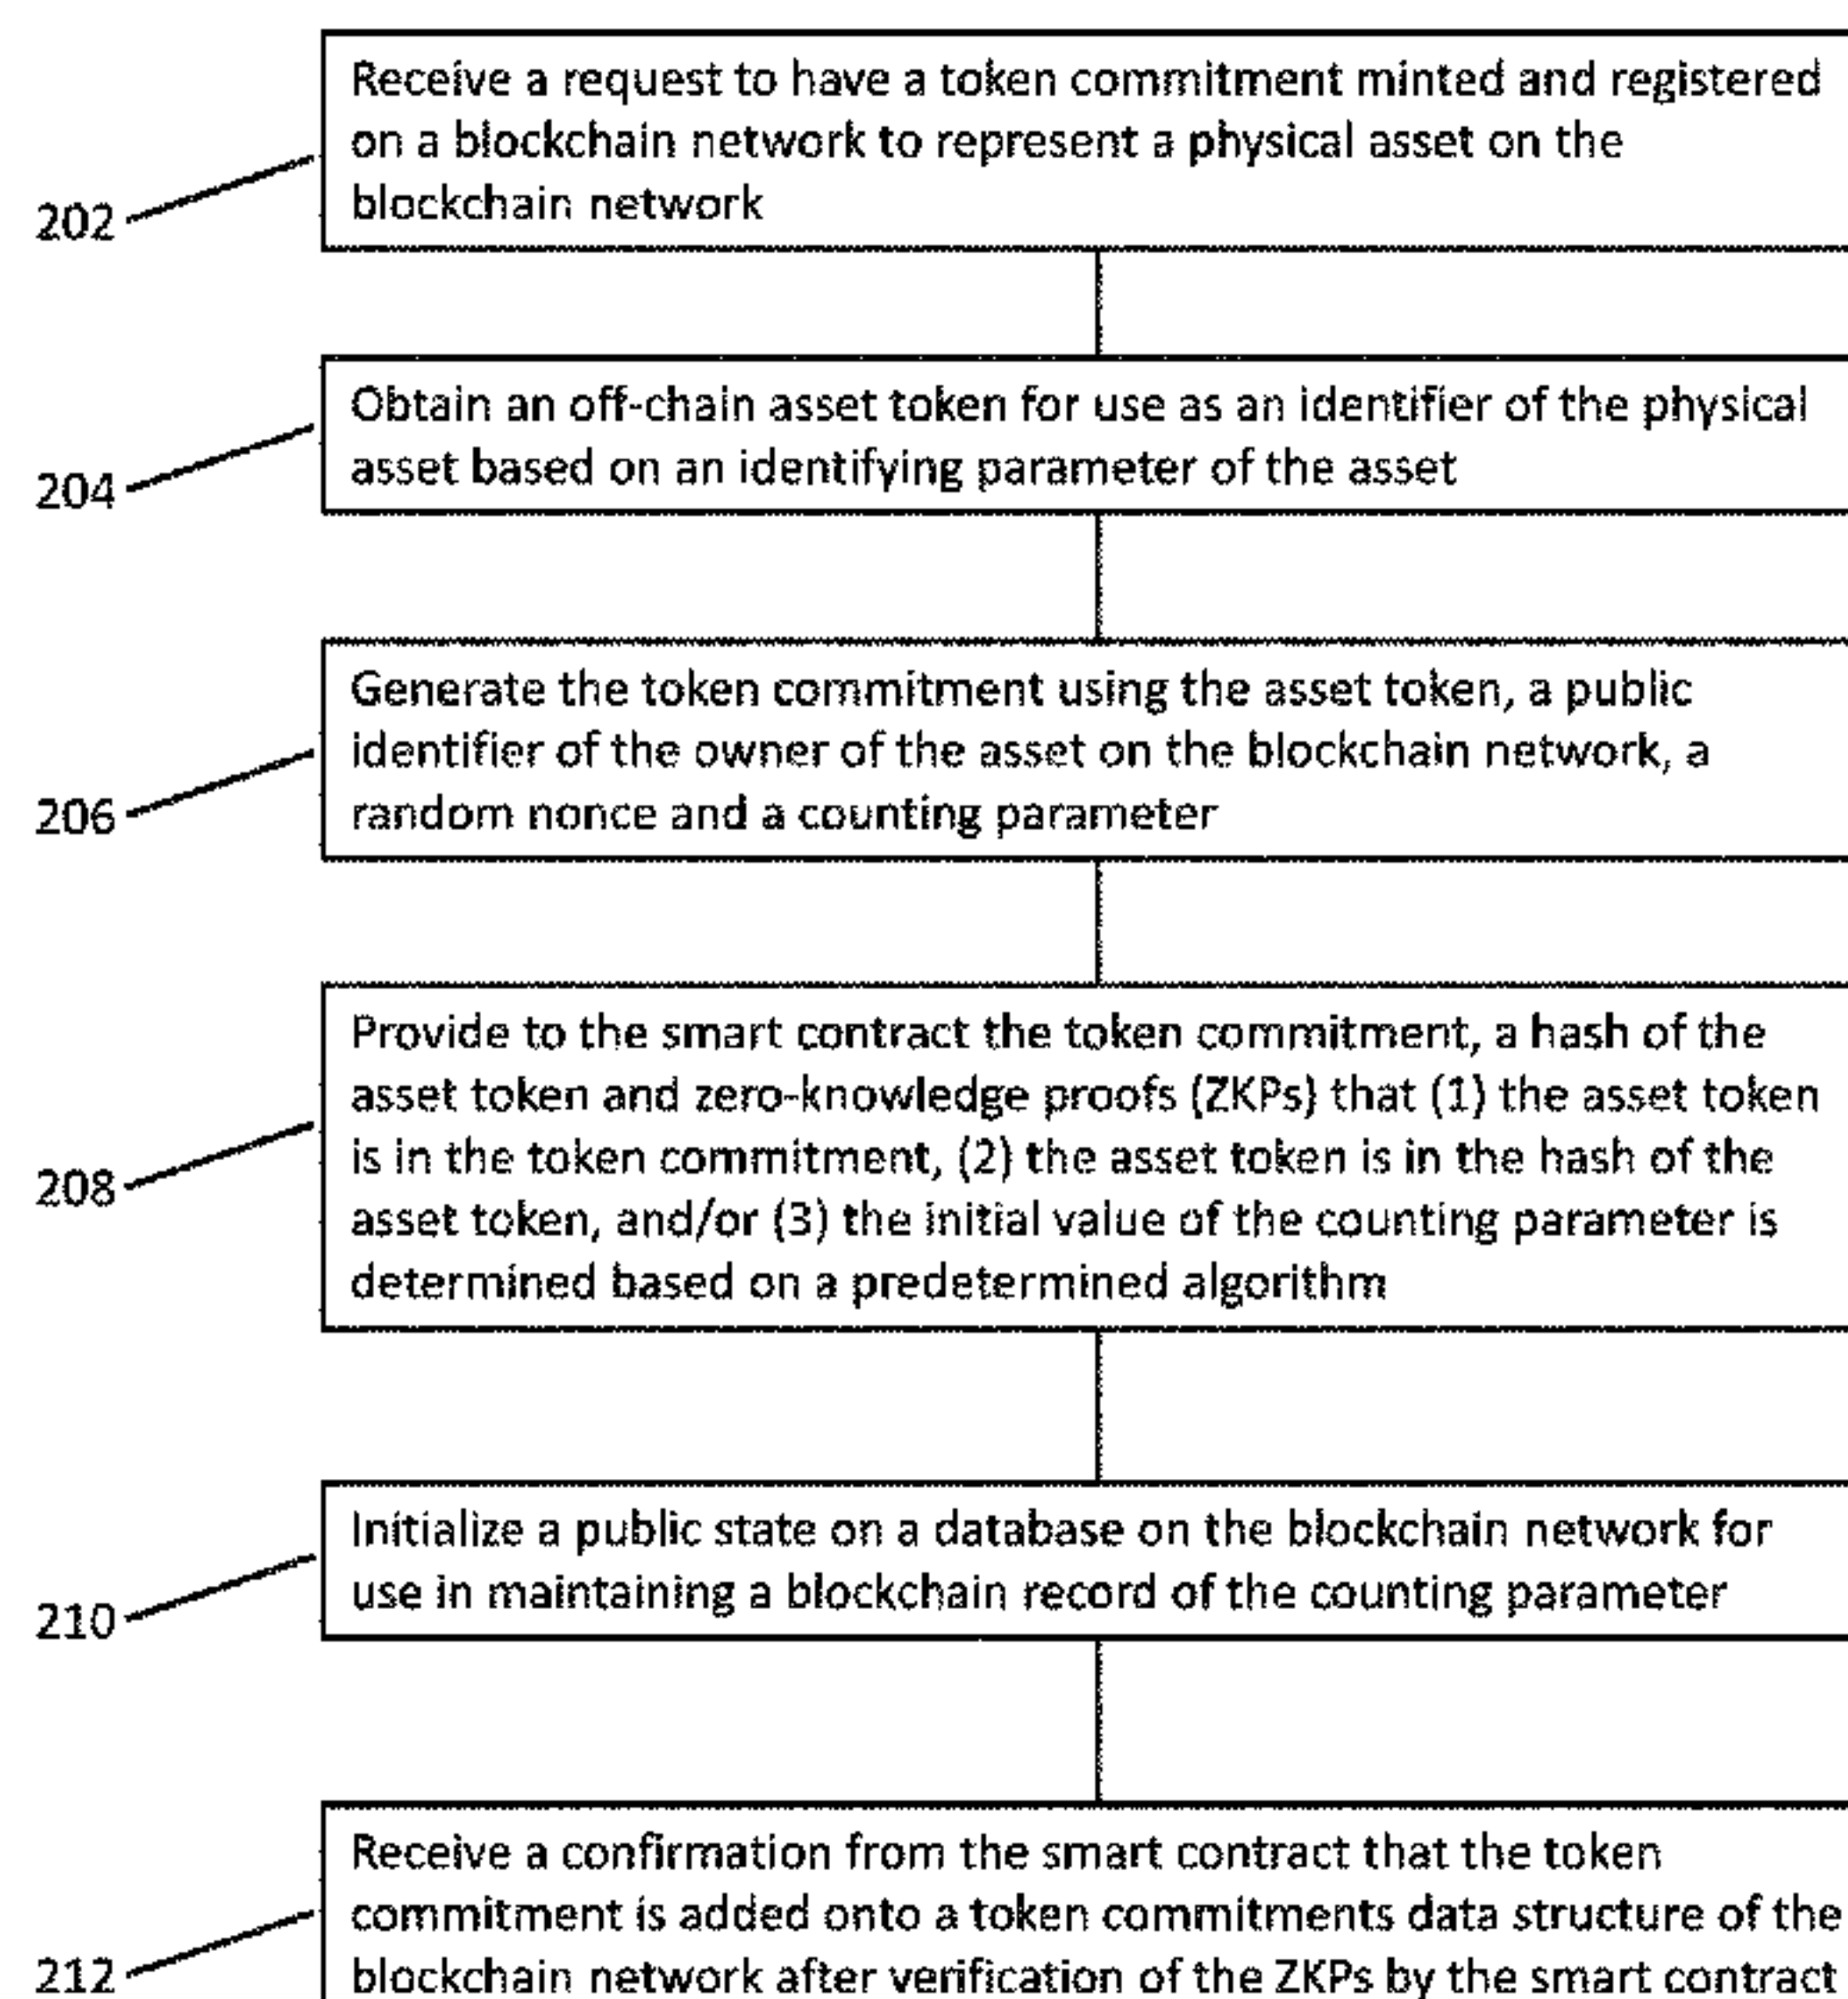 Receive a request to have a token commitment minted and registered
on a blockchain network to represent a physical asset on the
blockchain network
202
Obtain an off-chain asset token for use as an identifier of the physical
asset based on an identifying parameter of the asset
204
Generate the token commitment using the asset token, a public
identifier of the owner of the asset on the blockchain network, a
random nonce and a counting parameter
206
Provide to the smart contract the token commitment, a hash of the
asset token and zero-knowledge proofs (ZKPs) that (1) the asset token
is in the token commitment, (2) the asset token is in the hash of the
asset token, and/or (3) the initial value of the counting parameter is
determined based on a predetermined algorithm
208
Initialize a public state on a database on the blockchain network for
use in maintaining a blockchain record of the counting parameter
210
Receive a confirmation from the smart contract that the token
commitment is added onto a token commitments data structure of the
blockchain network after verification of the ZKPs by the smart contract
212